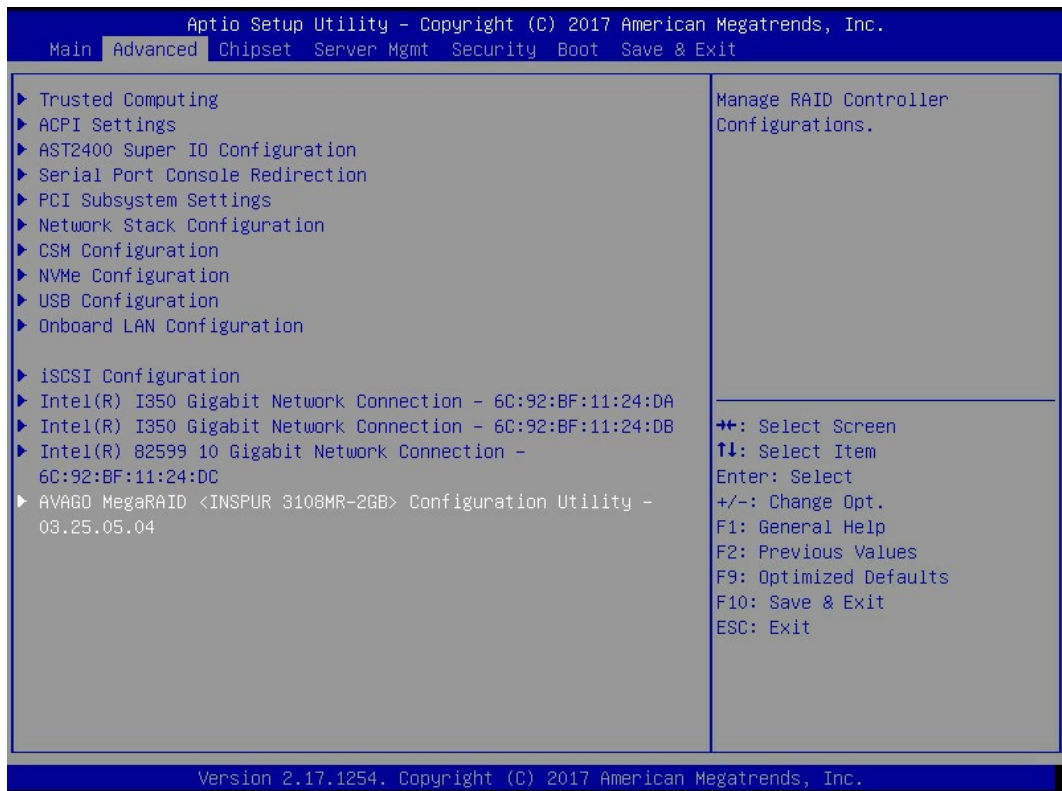 Aptio Setup Utility – Copyright (C) 2017 American Megatrends, Inc.
Main Advanced Chipset Server Mgmt Security Boot Save & Exit
▶ Trusted Computing
▶ ACPI Settings
▶ AST2400 Super IO Configuration
▶ Serial Port Console Redirection
▶ PCI Subsystem Settings
▶ Network Stack Configuration
▶ CSM Configuration
▶ NVMe Configuration
▶ USB Configuration
▶ Onboard LAN Configuration
▶ iSCSI Configuration
▶ Intel(R) I350 Gigabit Network Connection – 6C:92:BF:11:24:DA
▶ Intel(R) I350 Gigabit Network Connection – 6C:92:BF:11:24:DB
▶ Intel(R) 82599 10 Gigabit Network Connection –
6C:92:BF:11:24:DC
▶ AVAGO MegaRAID <INSPUR 3108MR-2GB> Configuration Utility –
03.25.05.04
Manage RAID Controller
Configurations.
→←: Select Screen
↑↓: Select Item
Enter: Select
+/-: Change Opt.
F1: General Help
F2: Previous Values
F9: Optimized Defaults
F10: Save & Exit
ESC: Exit
Version 2.17.1254. Copyright (C) 2017 American Megatrends, Inc.